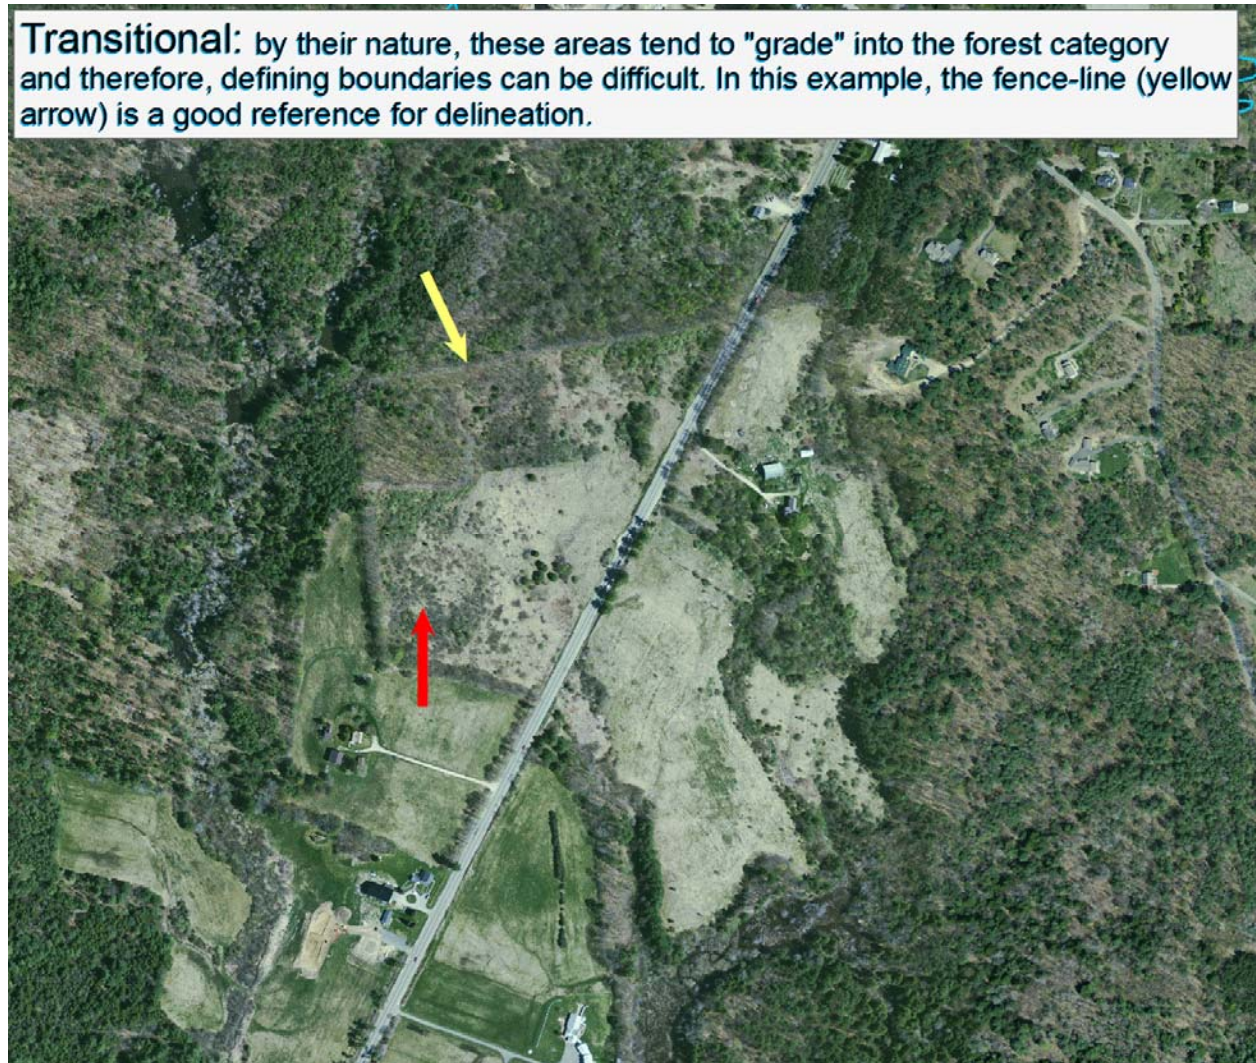 Transitional: by their nature, these areas tend to "grade" into the forest category
and therefore, defining boundaries can be difficult. In this example, the fence-line (yellow
arrow) is a good reference for delineation.